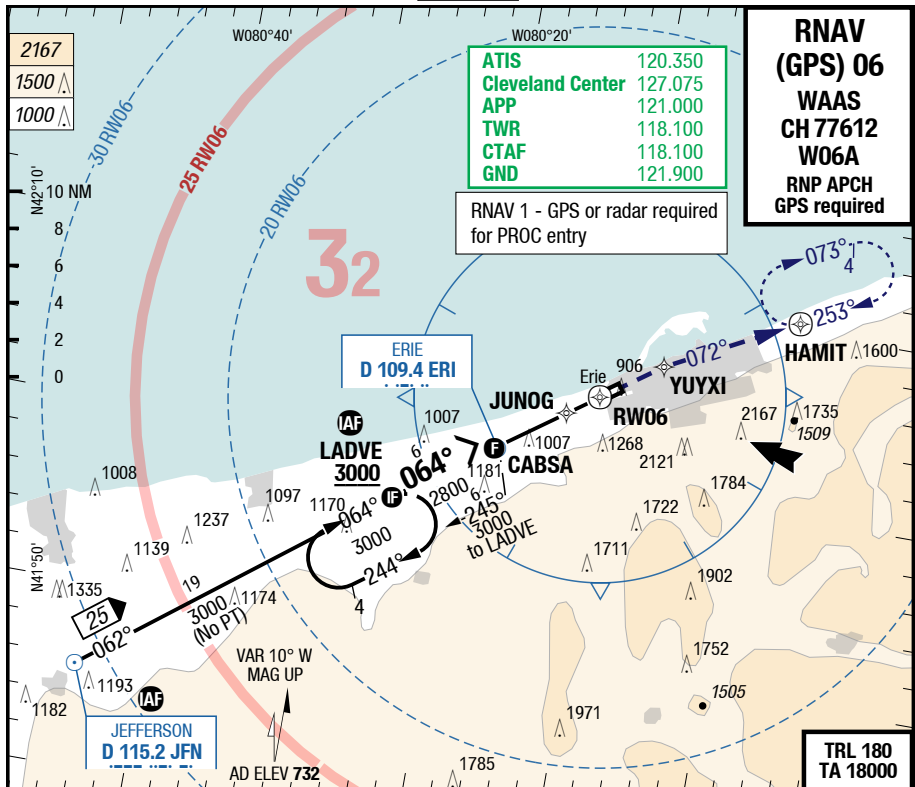 2167
1500
1000
W080°40'
W080°20'
ATIS 120.350
Cleveland Center 127.075
APP 121.000
TWR 118.100
CTAF 118.100
GND 121.900
RNAV
(GPS) 06
WAAS
CH 77612
W06A
RNP APCH
GPS required
RNAV 1 - GPS or radar required
for PROC entry
30 RW06
25 RW06
20 RW06
N42°10'
10 NM
8
6
4
2
0
32
073°
4
253°
HAMIT
1600
072°
YUYXI
906
Erie
RW06
JUNOG
ERIE
D 109.4 ERI
IAF
LADVE
3000
1007
6
064°
F
CABSA
1007
1268
2121
2167
1735
1509
1008
1097
1170
064°
IF
2800
1181
6
245°
3000
to LADVE
1784
1237
1139
3000
244°
4
1722
1711
N41°50'
1335
25
19
3000
(No PT)
1174
062°
1902
1752
1505
1193
1182
IAF
VAR 10° W
MAG UP
1971
JEFFERSON
D 115.2 JFN
AD ELEV 732
1785
TRL 180
TA 18000